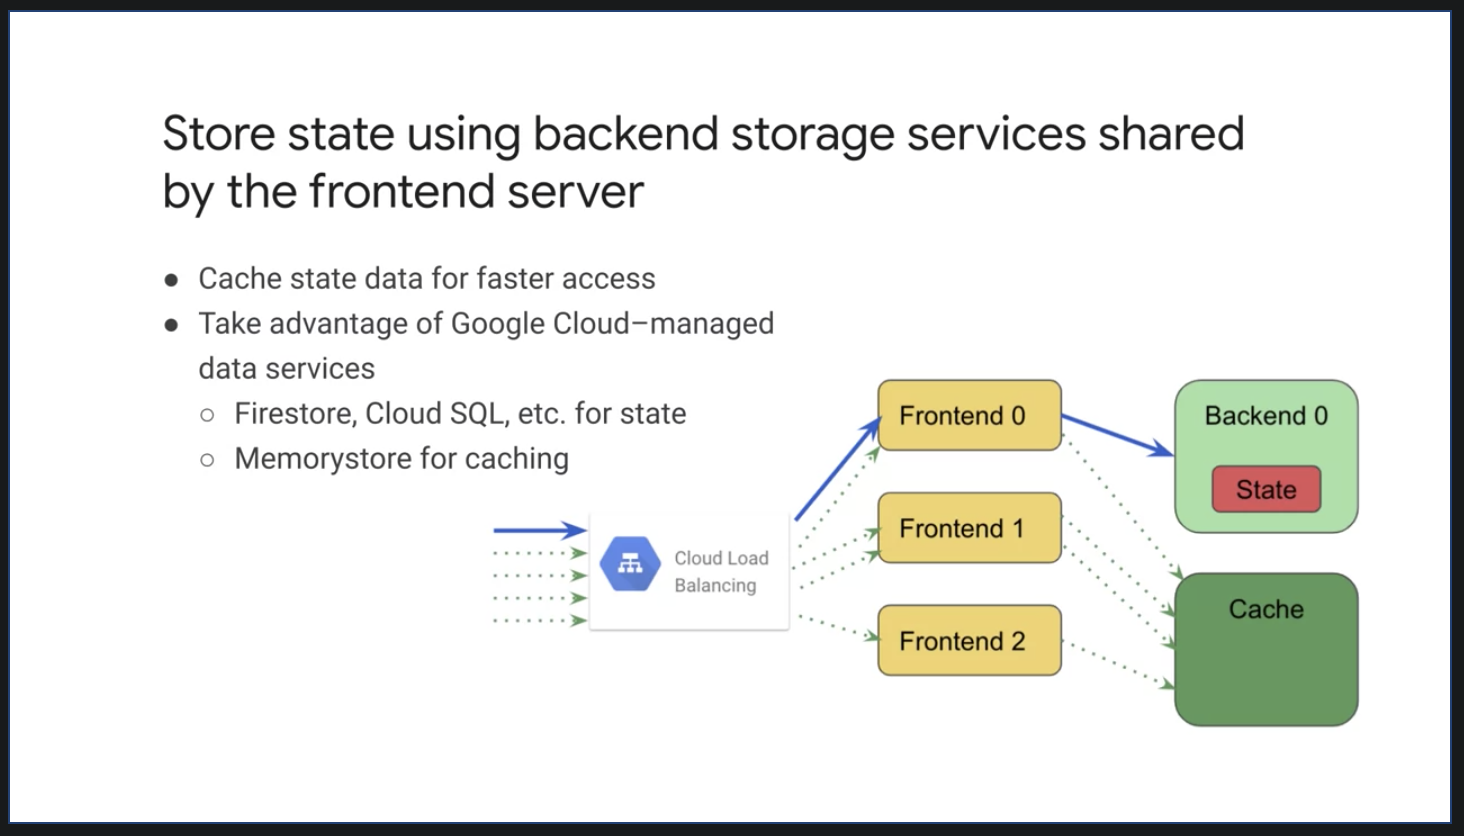 Store state using backend storage services shared
by the frontend server
● Cache state data for faster access
● Take advantage of Google Cloud–managed
data services
○ Firestore, Cloud SQL, etc. for state
○ Memorystore for caching
Cloud Load
Balancing
Frontend 0
Frontend 1
Frontend 2
Backend 0
State
Cache